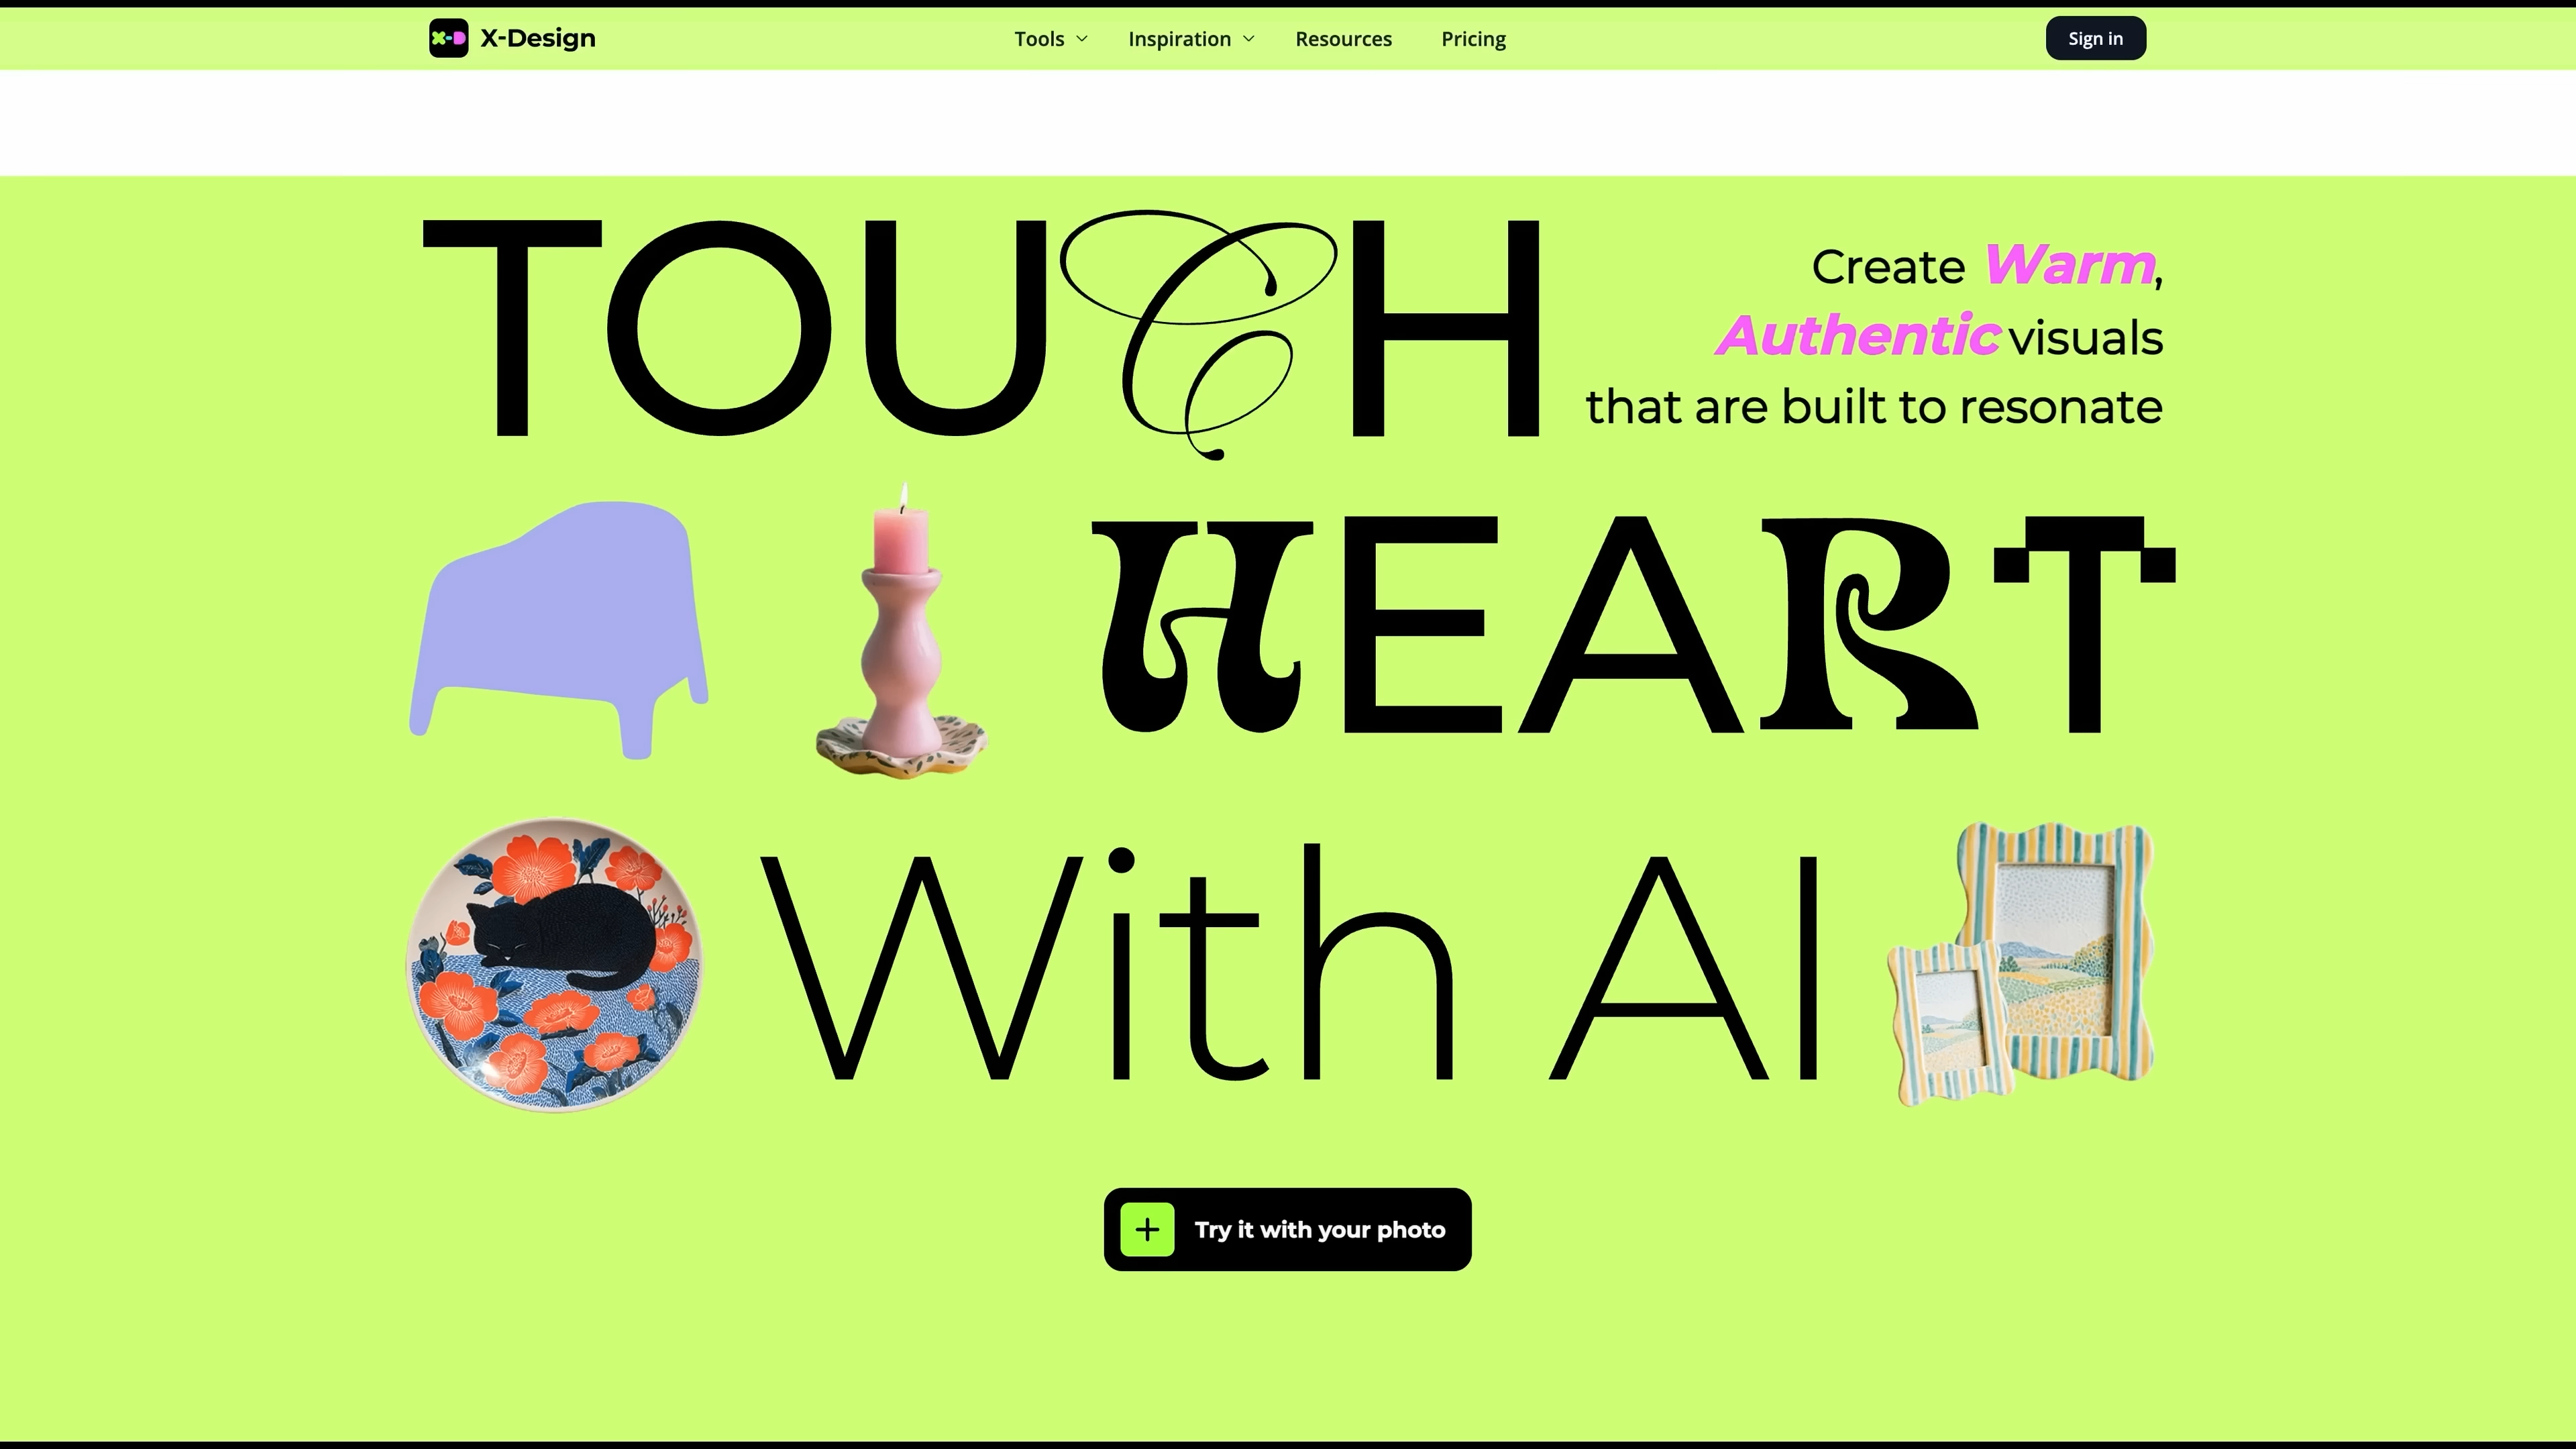 X-Design
Tools
Inspiration
Resources
Pricing
Sign in
TOUCH
Create Warm,
Authentic visuals
that are built to resonate
HEART
With AI
Try it with your photo